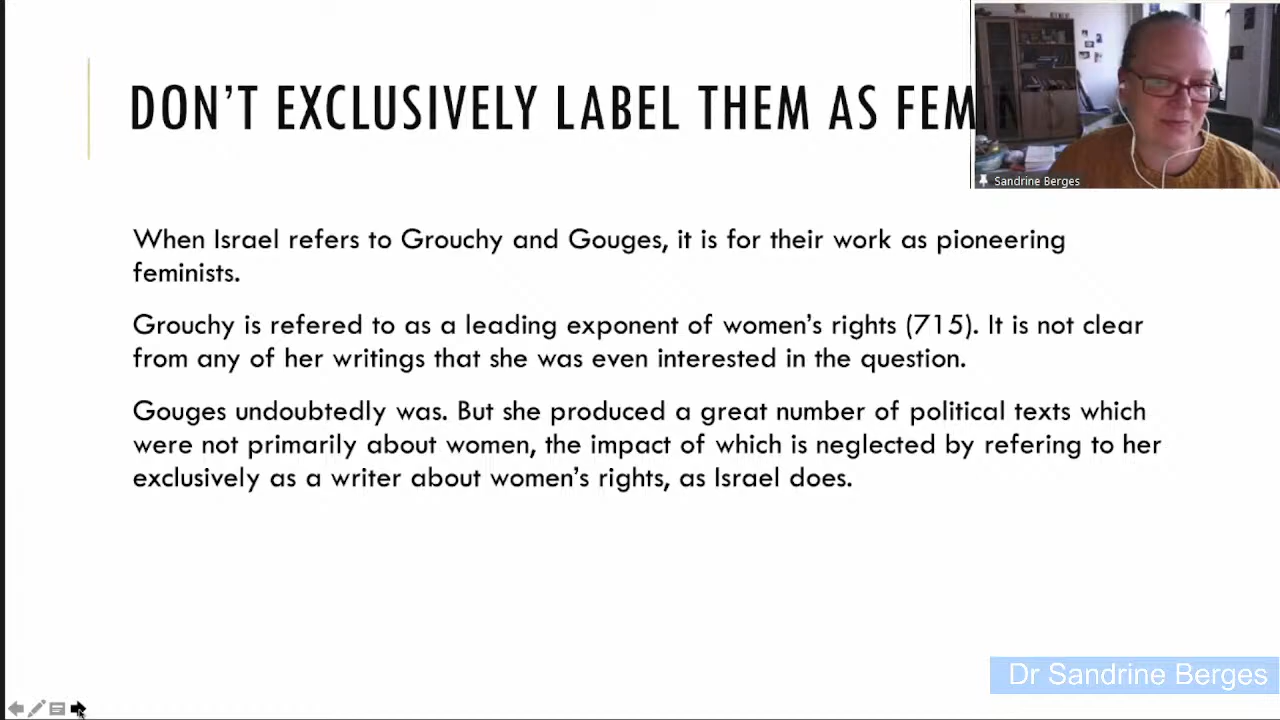 DON'T EXCLUSIVELY LABEL THEM AS FEM
Sandrine Berges
When Israel refers to Grouchy and Gouges, it is for their work as pioneering
feminists.
Grouchy is refered to as a leading exponent of women's rights (715). It is not clear
from any of her writings that she was even interested in the question.
Gouges undoubtedly was. But she produced a great number of political texts which
were not primarily about women, the impact of which is neglected by refering to her
exclusively as a writer about women's rights, as Israel does.
Dr Sandrine Berges